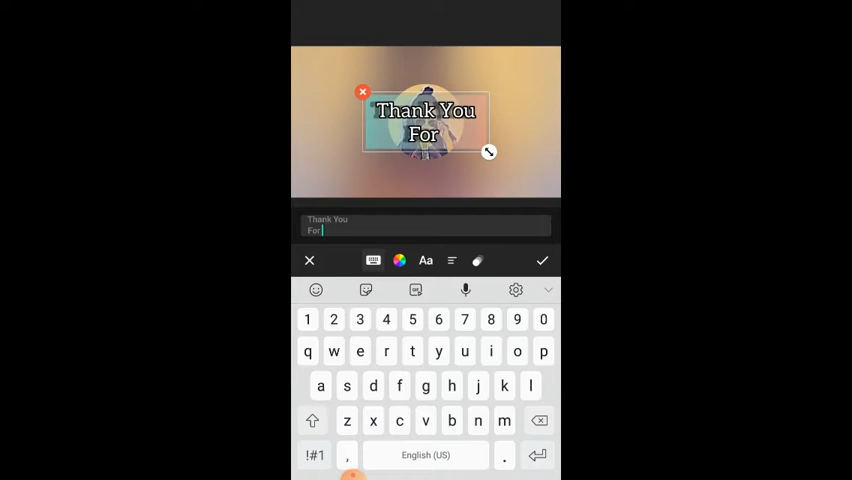 Thank You
For
Thank You
For
Aa
GIF
1 2 3 4 5 6 7 8 9 0
q w e r t y u i o p
a s d f g h j k l
z x c v b n m
!#1 , English (US) .